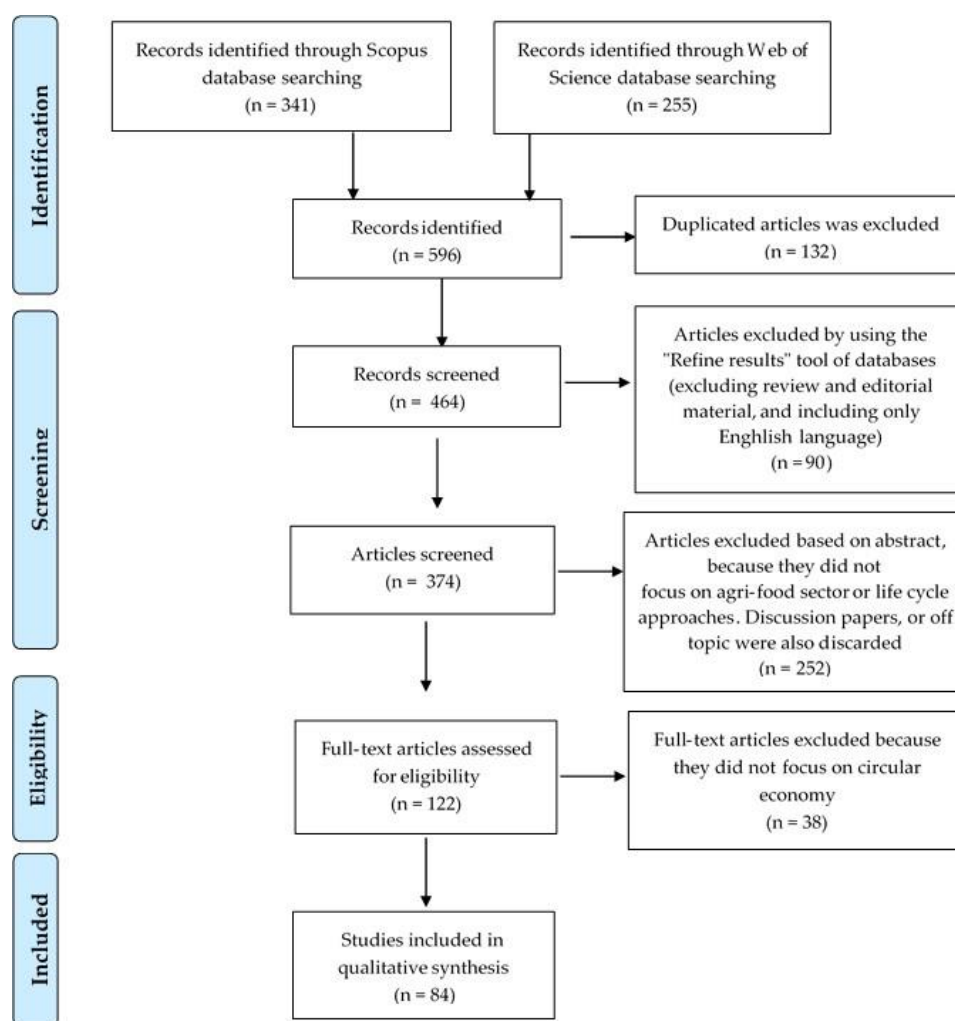 Identification
Records identified through Scopus
database searching
(n = 341)
Records identified through Web of
Science database searching
(n = 255)
Records identified
(n = 596)
Duplicated articles was excluded
(n = 132)
Screening
Records screened
(n = 464)
Articles excluded by using the
"Refine results" tool of databases
(excluding review and editorial
material, and including only
Enghlish language)
(n = 90)
Articles screened
(n = 374)
Articles excluded based on abstract,
because they did not
focus on agri-food sector or life cycle
approaches. Discussion papers, or off
topic were also discarded
(n = 252)
Eligibility
Full-text articles assessed
for eligibility
(n = 122)
Full-text articles excluded because
they did not focus on circular
economy
(n = 38)
Included
Studies included in
qualitative synthesis
(n = 84)